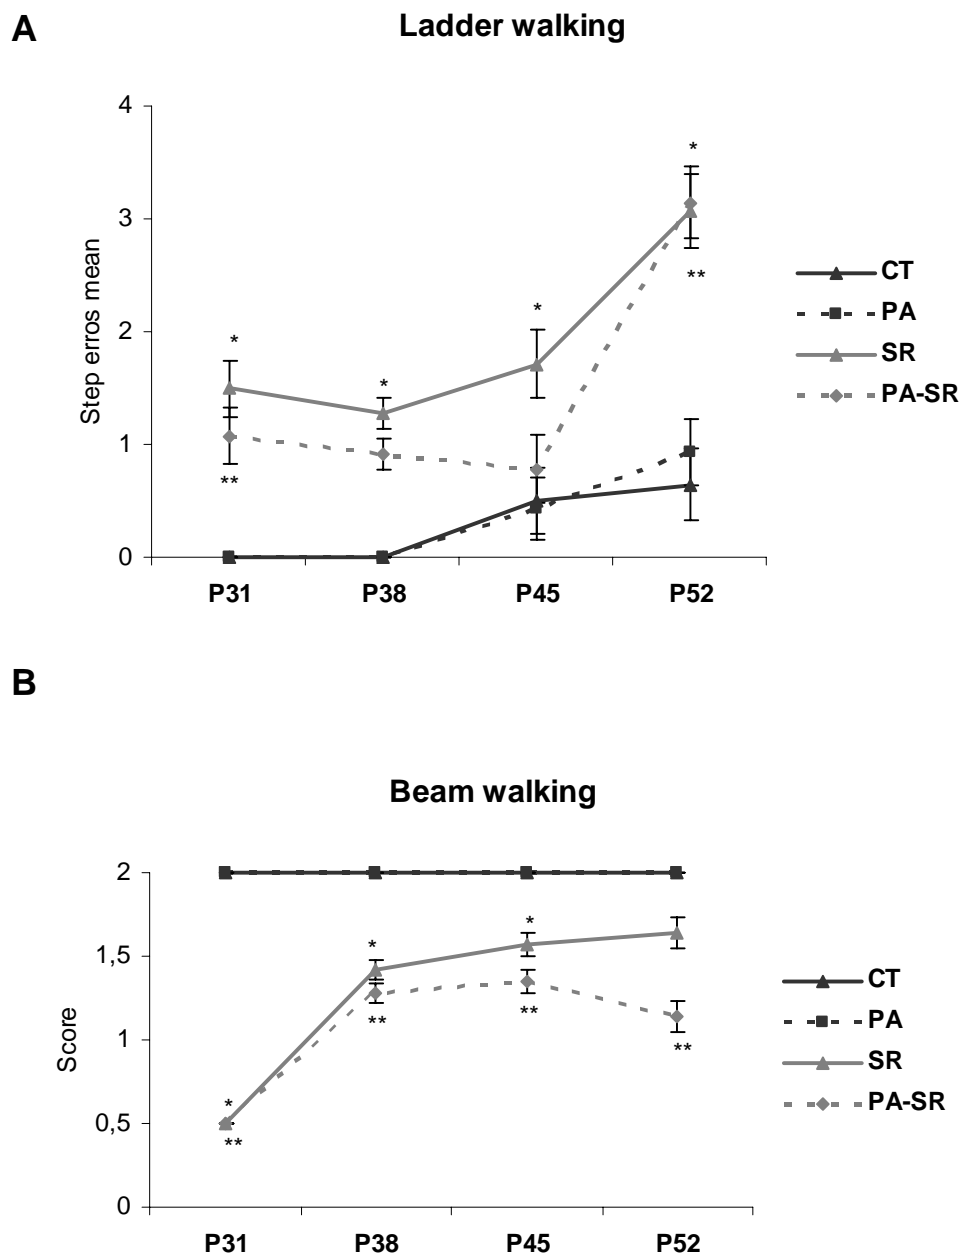 A
Ladder walking
4
*
3
**
*
2
*
*
1
**
0
Step erros mean
P31 P38 P45 P52
CT
PA
SR
PA-SR
B
Beam walking
2
*
*
1,5
**
**
1
**
*
0,5
**
0
Score
P31 P38 P45 P52
CT
PA
SR
PA-SR